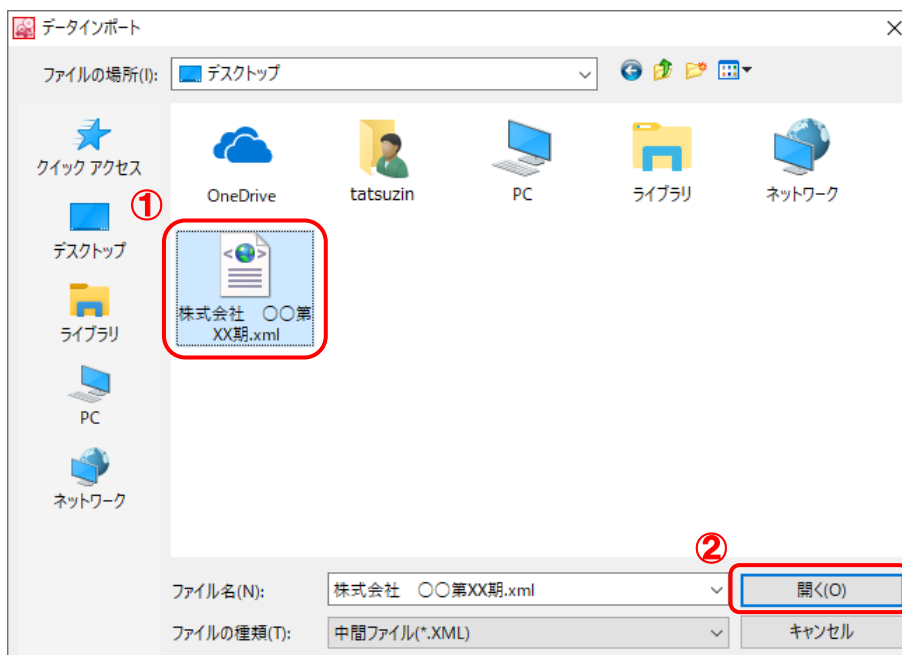 データインポート
ファイルの場所(I):
デスクトップ
クイック アクセス
デスクトップ
ライブラリ
PC
ネットワーク
OneDrive
tatsuzin
PC
ライブラリ
ネットワーク
①
株式会社　〇〇第
XX期.xml
②
ファイル名(N):
株式会社　〇〇第XX期.xml
開く(O)
ファイルの種類(T):
中間ファイル(*.XML)
キャンセル